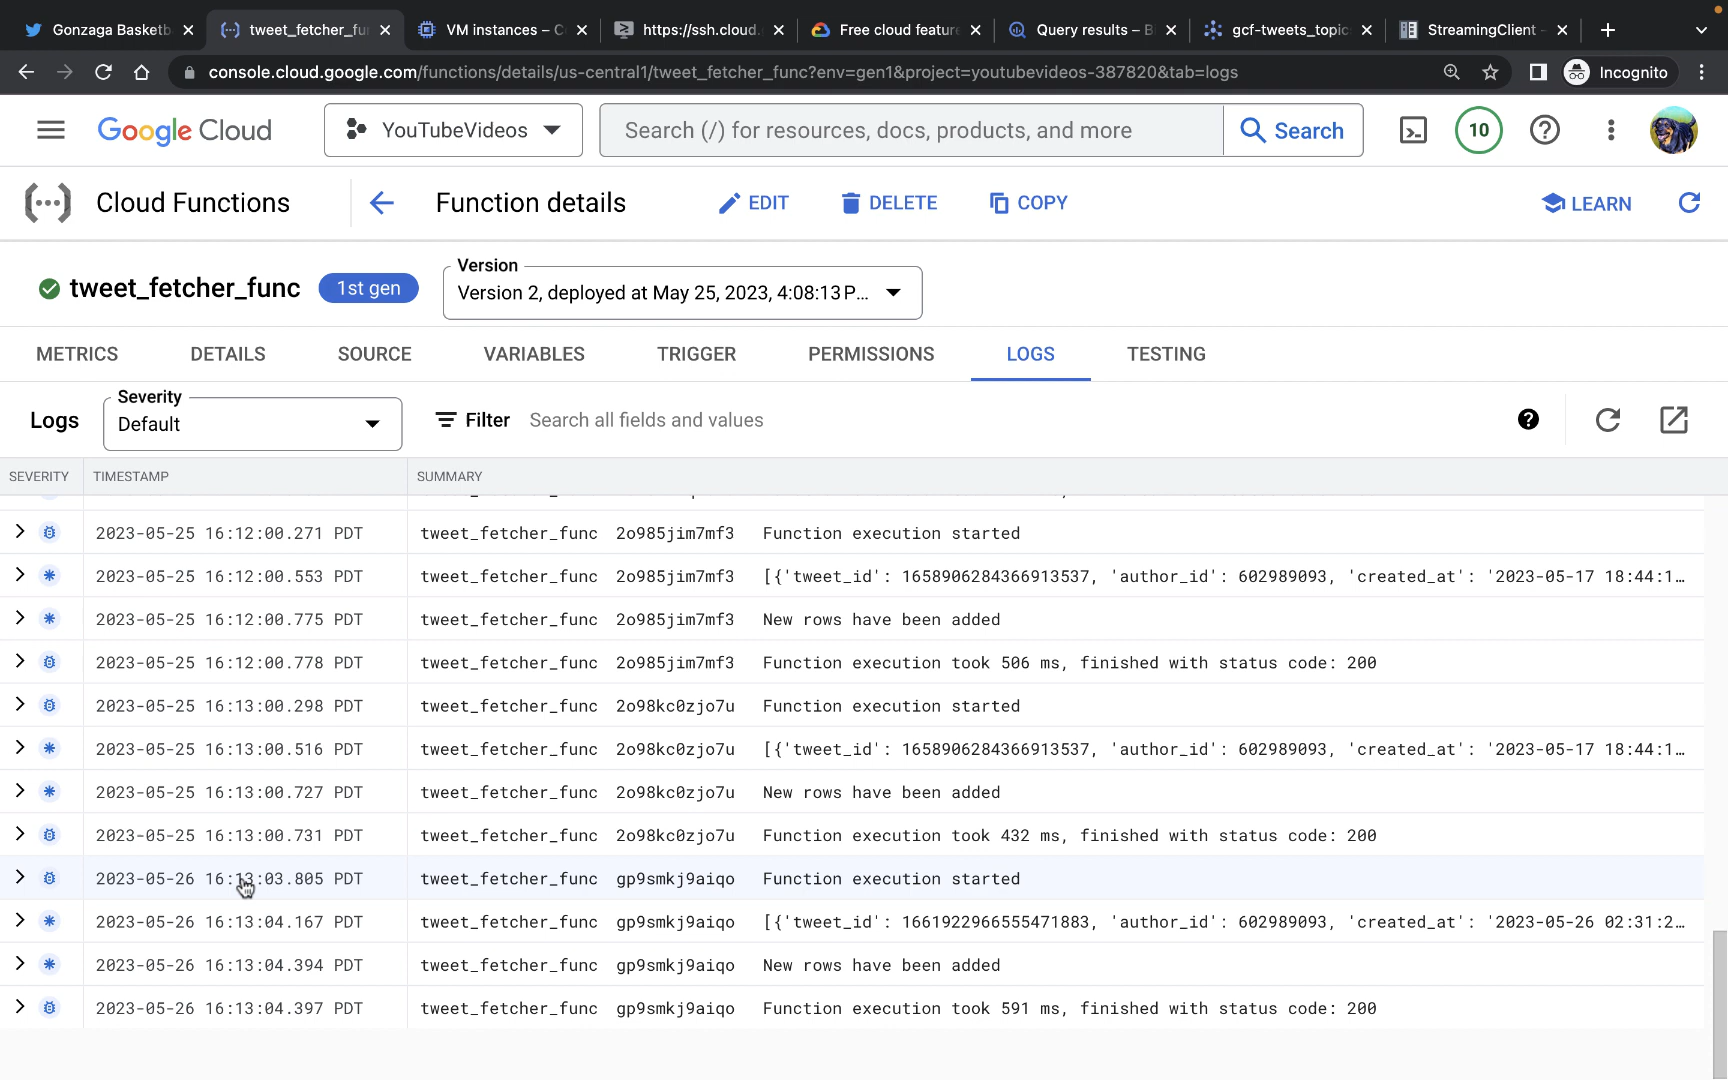 Gonzaga Basketb
tweet_fetcher_fu
VM instances – C
https://ssh.cloud.
Free cloud feature
Query results – B
gcf-tweets_topic
StreamingClient -
console.cloud.google.com/functions/details/us-central1/tweet_fetcher_func?env=gen1&project=youtubevideos-387820&tab=logs
Incognito
Google Cloud
YouTubeVideos
Search (/) for resources, docs, products, and more
Search
10
Cloud Functions
Function details
EDIT
DELETE
COPY
LEARN
tweet_fetcher_func
1st gen
Version
Version 2, deployed at May 25, 2023, 4:08:13 P...
METRICS
DETAILS
SOURCE
VARIABLES
TRIGGER
PERMISSIONS
LOGS
TESTING
Logs
Severity
Default
Filter
Search all fields and values
SEVERITY TIMESTAMP SUMMARY
2023-05-25 16:12:00.271 PDT tweet_fetcher_func 2o985jim7mf3 Function execution started
2023-05-25 16:12:00.553 PDT tweet_fetcher_func 2o985jim7mf3 [{'tweet_id': 1658906284366913537, 'author_id': 602989093, 'created_at': '2023-05-17 18:44:1…
2023-05-25 16:12:00.775 PDT tweet_fetcher_func 2o985jim7mf3 New rows have been added
2023-05-25 16:12:00.778 PDT tweet_fetcher_func 2o985jim7mf3 Function execution took 506 ms, finished with status code: 200
2023-05-25 16:13:00.298 PDT tweet_fetcher_func 2o98kc0zjo7u Function execution started
2023-05-25 16:13:00.516 PDT tweet_fetcher_func 2o98kc0zjo7u [{'tweet_id': 1658906284366913537, 'author_id': 602989093, 'created_at': '2023-05-17 18:44:1…
2023-05-25 16:13:00.727 PDT tweet_fetcher_func 2o98kc0zjo7u New rows have been added
2023-05-25 16:13:00.731 PDT tweet_fetcher_func 2o98kc0zjo7u Function execution took 432 ms, finished with status code: 200
2023-05-26 16:13:03.805 PDT tweet_fetcher_func gp9smkj9aiqo Function execution started
2023-05-26 16:13:04.167 PDT tweet_fetcher_func gp9smkj9aiqo [{'tweet_id': 1661922966555471883, 'author_id': 602989093, 'created_at': '2023-05-26 02:31:2…
2023-05-26 16:13:04.394 PDT tweet_fetcher_func gp9smkj9aiqo New rows have been added
2023-05-26 16:13:04.397 PDT tweet_fetcher_func gp9smkj9aiqo Function execution took 591 ms, finished with status code: 200